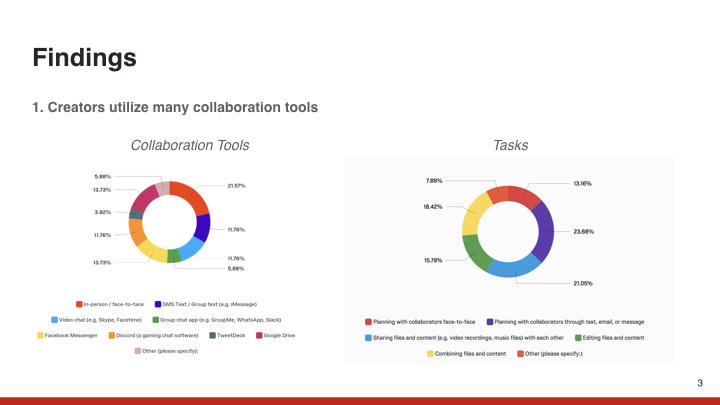 Findings
1. Creators utilize many collaboration tools
Collaboration Tools
5.88%
13.73%
3.92%
11.76%
13.73%
21.57%
11.76%
11.76%
5.88%
In-person / face-to-face
SMS Text / Group text (e.g. iMessage)
Video chat (e.g. Skype, Facetime)
Group chat app (e.g. GroupMe, WhatsApp, Slack)
Facebook Messenger
Discord (a gaming chat software)
TweetDeck
Google Drive
Other (please specify):
Tasks
7.89%
18.42%
15.79%
13.16%
23.68%
21.05%
Planning with collaborators face-to-face
Planning with collaborators through text, email, or message
Sharing files and content (e.g. video recordings, music files) with each other
Editing files and content
Combining files and content
Other (please specify:)
3